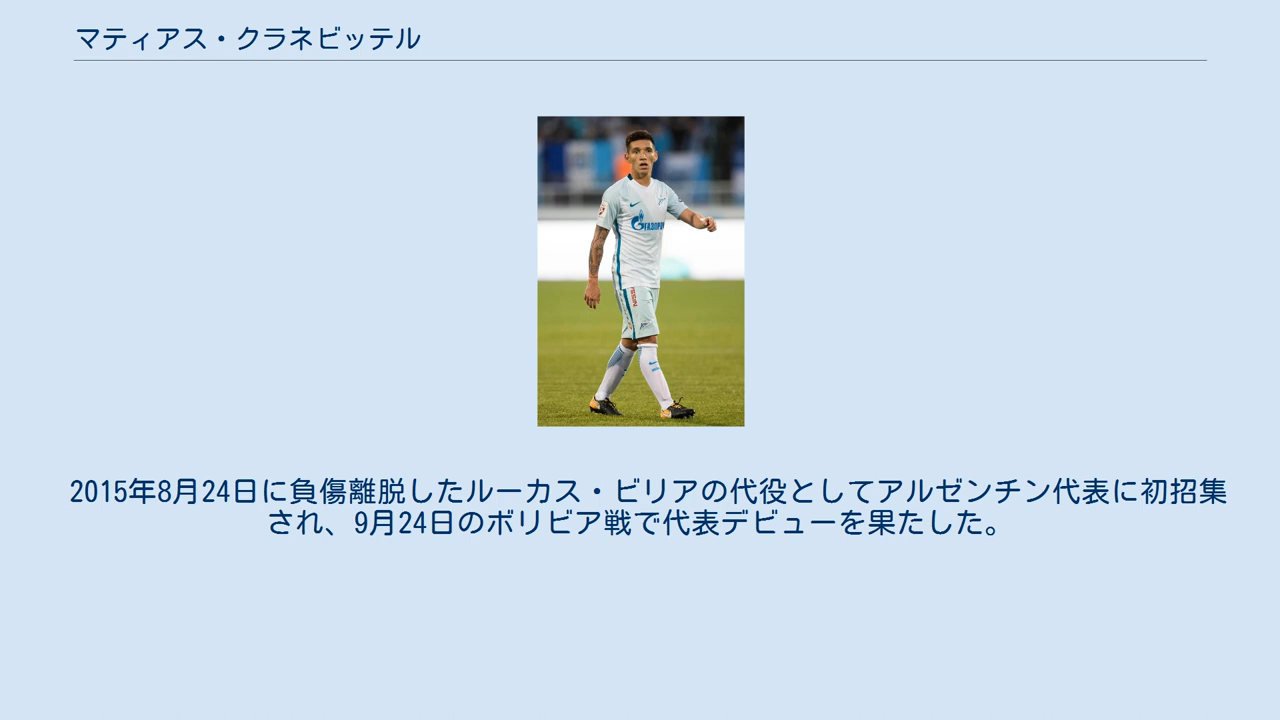 マティアス・クラネビッテル
GAZPROM
2015年8月24日に負傷離脱したルーカス・ビリアの代役としてアルゼンチン代表に初招集
され、9月24日のボリビア戦で代表デビューを果たした。